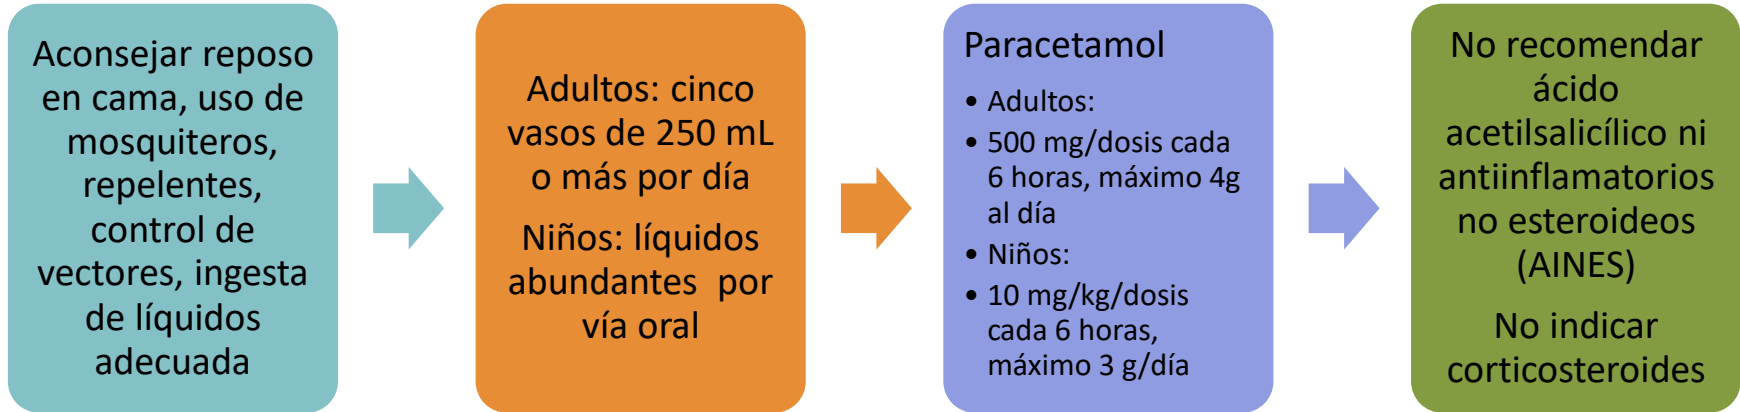 Aconsejar reposo
en cama, uso de
mosquiteros,
repelentes,
control de
vectores, ingesta
de líquidos
adecuada
Adultos: cinco
vasos de 250 mL
o más por día
Niños: líquidos
abundantes por
vía oral
Paracetamol
• Adultos:
• 500 mg/dosis cada
6 horas, máximo 4g
al día
• Niños:
• 10 mg/kg/dosis
cada 6 horas,
máximo 3 g/día
No recomendar
ácido
acetilsalicílico ni
antiinflamatorios
no esteroideos
(AINES)
No indicar
corticosteroides